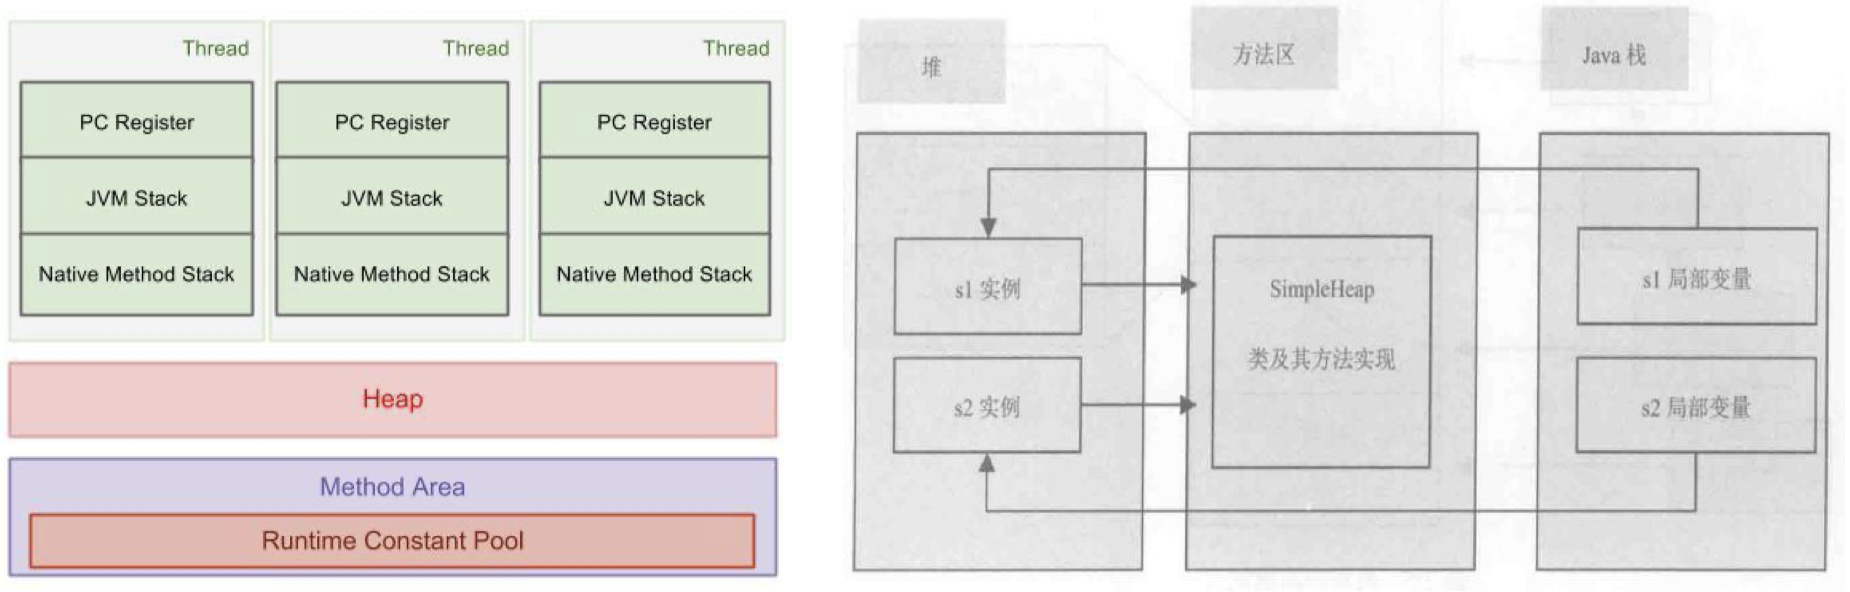 Thread
Thread
Thread
PC Register
PC Register
PC Register
JVM Stack
JVM Stack
JVM Stack
Native Method Stack
Native Method Stack
Native Method Stack
Heap
Method Area
Runtime Constant Pool
堆
方法区
Java 栈
s1 实例
SimpleHeap
类及其方法实现
s1 局部变量
s2 实例
s2 局部变量